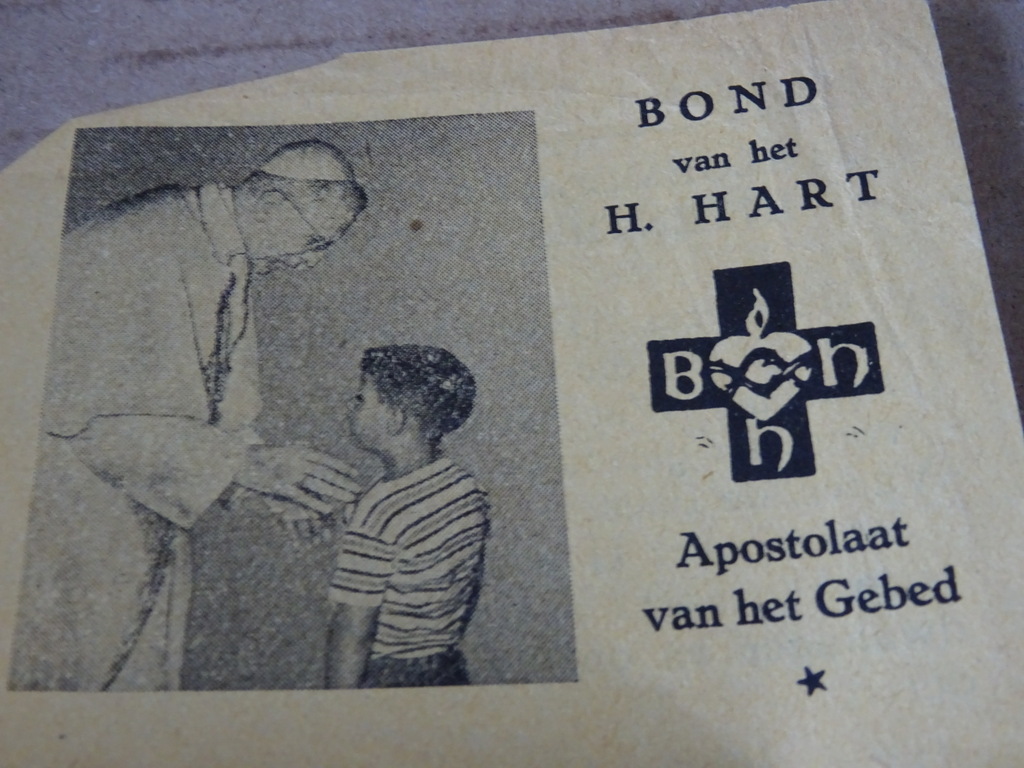 BOND
van het
H. HART
B h
h
Apostolaat
van het Gebed